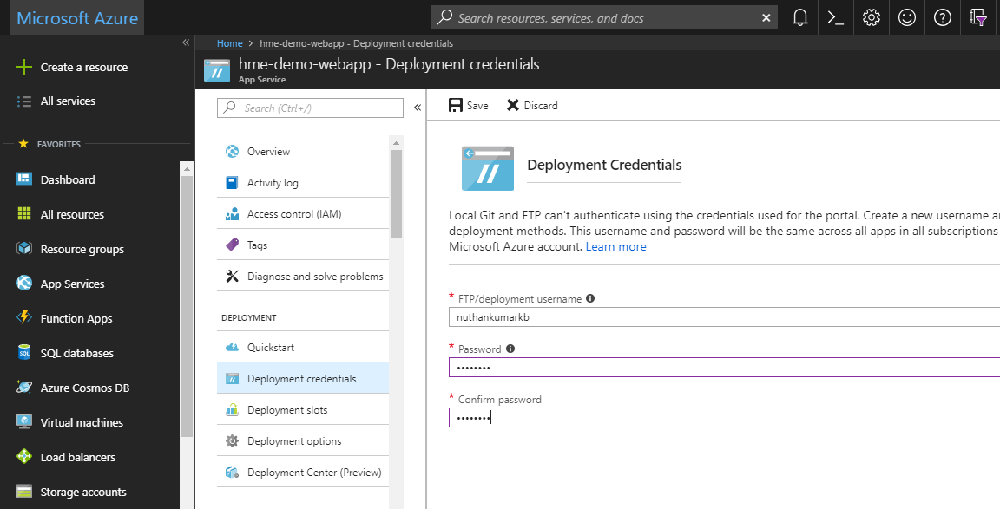 Microsoft Azure
Search resources, services, and docs
Home > hme-demo-webapp - Deployment credentials
hme-demo-webapp - Deployment credentials
App Service
Create a resource
All services
FAVORITES
Dashboard
All resources
Resource groups
App Services
Function Apps
SQL databases
Azure Cosmos DB
Virtual machines
Load balancers
Storage accounts
Search (Ctrl+/)
Overview
Activity log
Access control (IAM)
Tags
Diagnose and solve problems
DEPLOYMENT
Quickstart
Deployment credentials
Deployment slots
Deployment options
Deployment Center (Preview)
Save Discard
Deployment Credentials
Local Git and FTP can't authenticate using the credentials used for the portal. Create a new username
deployment methods. This username and password will be the same across all apps in all subscriptions
Microsoft Azure account. Learn more
* FTP/deployment username
nuthankumarkb
* Password
••••••••
* Confirm password
••••••••